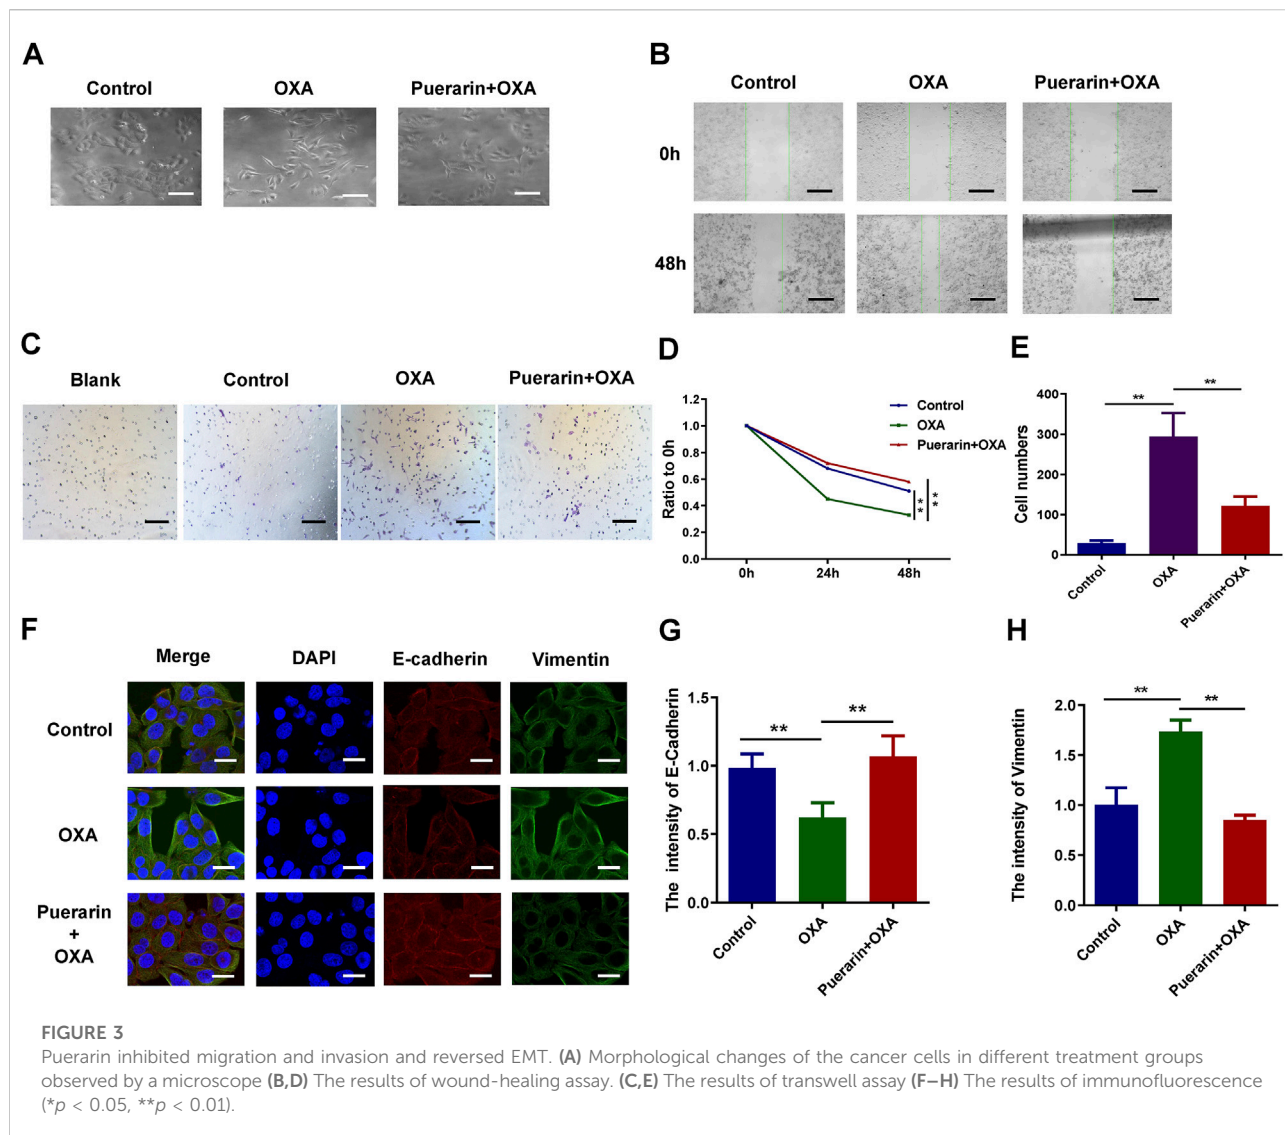 A
Control
OXA
Puerarin+OXA
B
Control
OXA
Puerarin+OXA
0h
48h
C
Blank
Control
OXA
Puerarin+OXA
D
Ratio to 0h
1.2
1.0
0.8
0.6
0.4
0.2
0.0
0h
24h
48h
Control
OXA
Puerarin+OXA
**
**
E
Cell numbers
400
300
200
100
0
**
**
Control
OXA
Puerarin+OXA
F
Merge
DAPI
E-cadherin
Vimentin
Control
OXA
Puerarin
+
OXA
G
The intensity of E-Cadherin
1.5
1.0
0.5
0.0
**
**
Control
OXA
Puerarin+OXA
H
The intensity of Vimentin
2.0
1.5
1.0
0.5
0.0
**
**
Control
OXA
Puerarin+OXA
FIGURE 3
Puerarin inhibited migration and invasion and reversed EMT. (A) Morphological changes of the cancer cells in different treatment groups
observed by a microscope (B,D) The results of wound-healing assay. (C,E) The results of transwell assay (F–H) The results of immunofluorescence
(*p < 0.05, **p < 0.01).